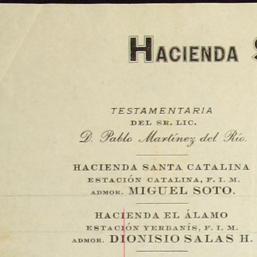 HACIENDA S
TESTAMENTARIA
DEL SR. LIC.
D. Pablo Martínez del Río.
HACIENDA SANTA CATALINA
ESTACIÓN CATALINA, F. I. M.
ADMOR. MIGUEL SOTO.
HACIENDA EL ÁLAMO
ESTACIÓN YERBANÍS, F. I. M.
ADMOR. DIONISIO SALAS H.